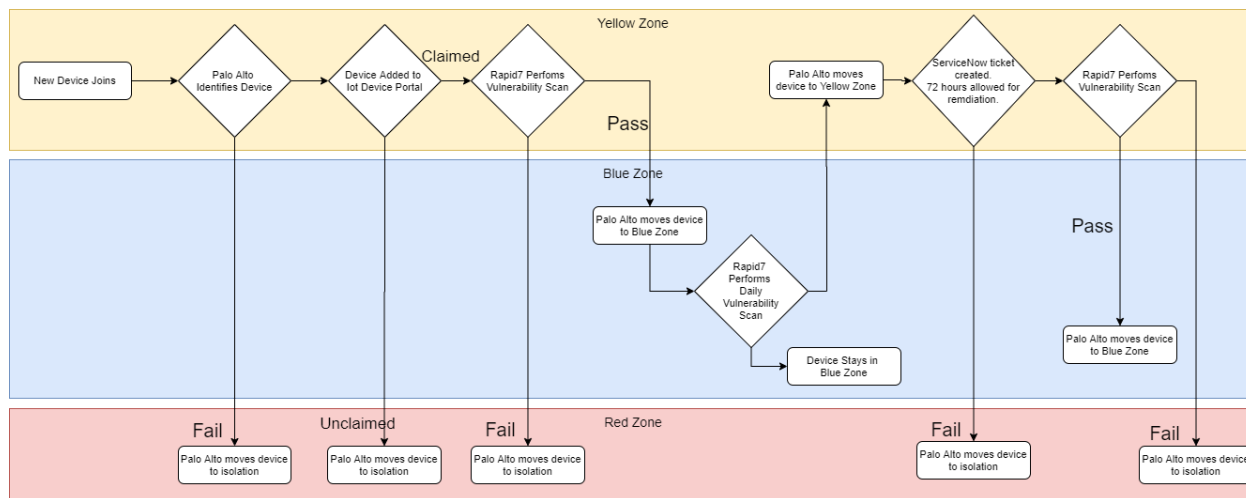 Yellow Zone
New Device Joins
Palo Alto
Identifies Device
Device Added to
Iot Device Portal
Claimed
Rapid7 Perfoms
Vulnerability Scan
Pass
Palo Alto moves
device to Yellow Zone
ServiceNow ticket
created.
72 hours allowed for
remdiation.
Rapid7 Perfoms
Vulnerability Scan
Blue Zone
Palo Alto moves device
to Blue Zone
Rapid7
Performs
Daily
Vulnerability
Scan
Device Stays in
Blue Zone
Pass
Palo Alto moves device
to Blue Zone
Red Zone
Fail
Palo Alto moves device
to isolation
Unclaimed
Palo Alto moves device
to isolation
Fail
Palo Alto moves device
to isolation
Fail
Palo Alto moves device
to isolation
Fail
Palo Alto moves device
to isolation